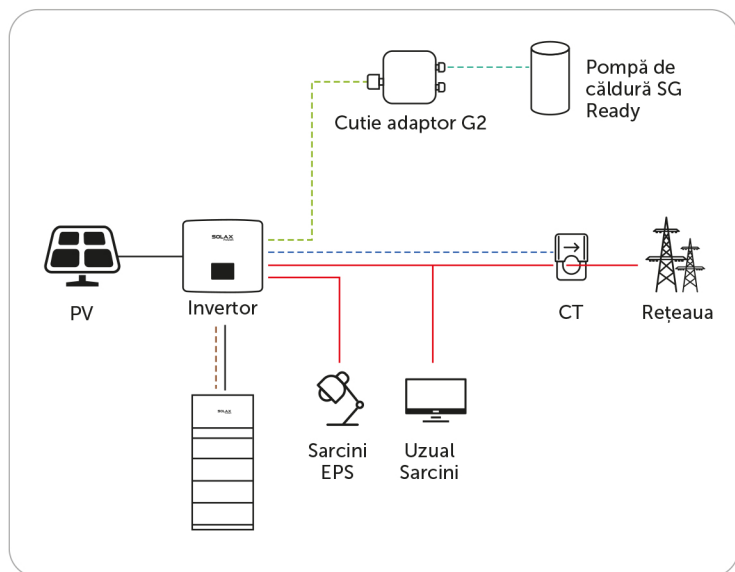 Pompă de
căldură SG
Ready
Cutie adaptor G2
SOLAX
PV
Invertor
CT
Rețeaua
SOLAX
Sarcini
EPS
Uzual
Sarcini